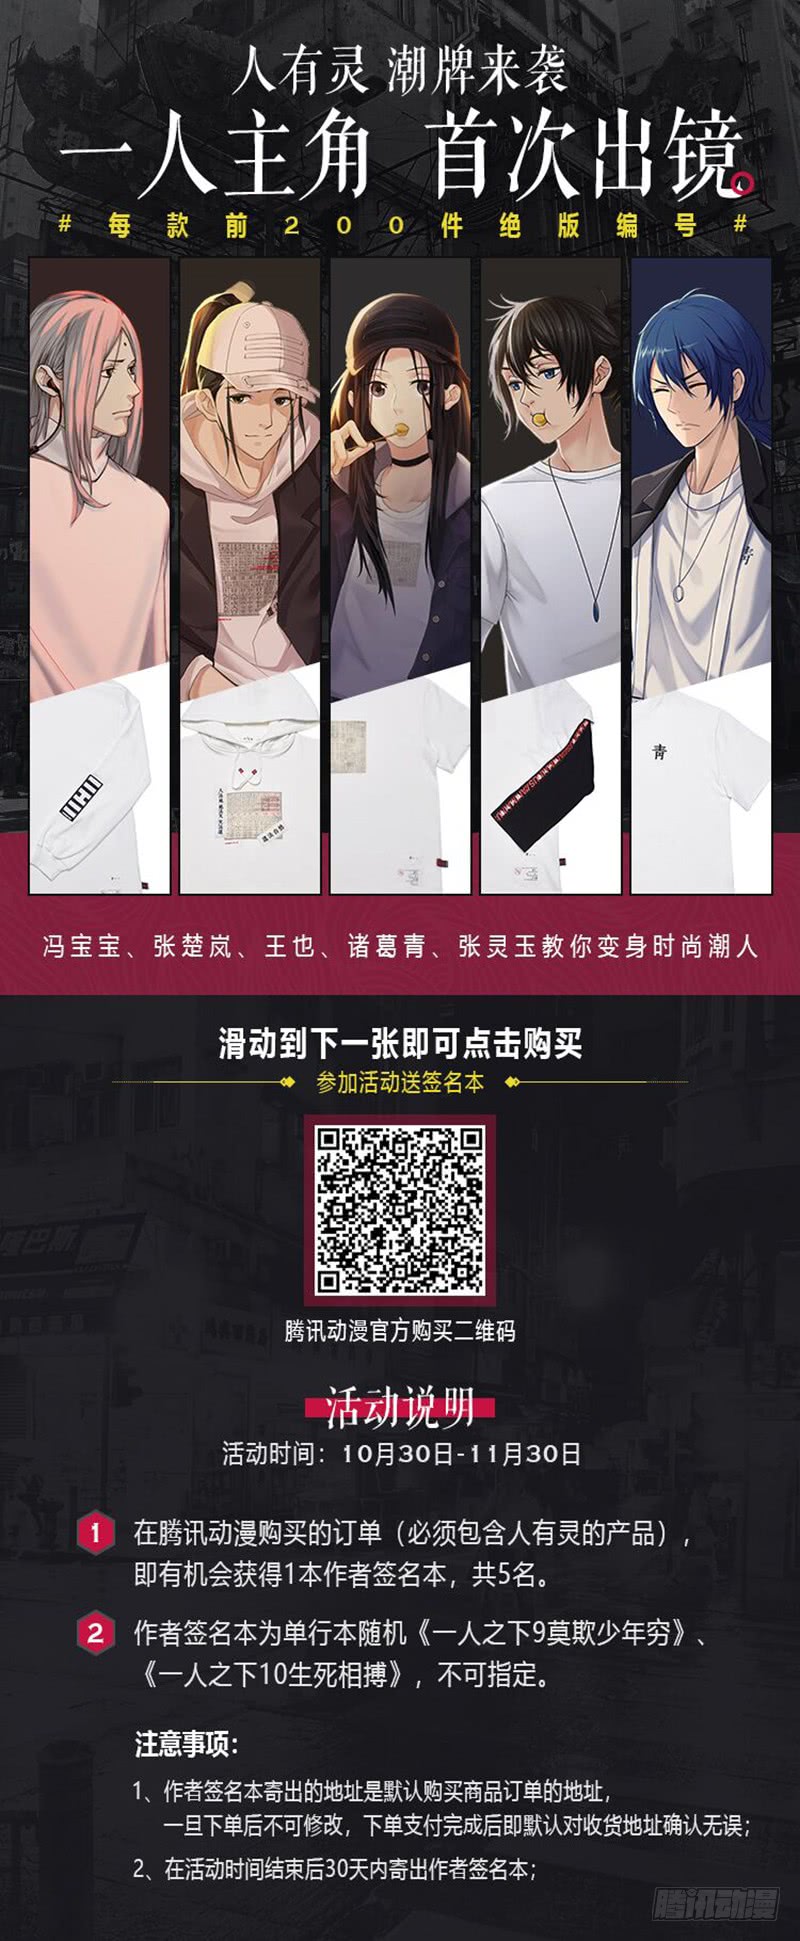 人有灵 潮牌来袭
一人主角 首次出镜。
#每款前200件绝版编号#
青
青
冯宝宝、张楚岚、王也、诸葛青、张灵玉教你变身时尚潮人
滑动到下一张即可点击购买
参加活动送签名本
腾讯动漫官方购买二维码
活动说明
活动时间：10月30日-11月30日
1 在腾讯动漫购买的订单（必须包含人有灵的产品），
即有机会获得1本作者签名本，共5名。
2 作者签名本为单行本随机《一人之下9莫欺少年穷》、
《一人之下10生死相搏》，不可指定。
注意事项：
1、作者签名本寄出的地址是默认购买商品订单的地址，
一旦下单后不可修改，下单支付完成后即默认对收货地址确认无误；
2、在活动时间结束后30天内寄出作者签名本；
腾讯动漫